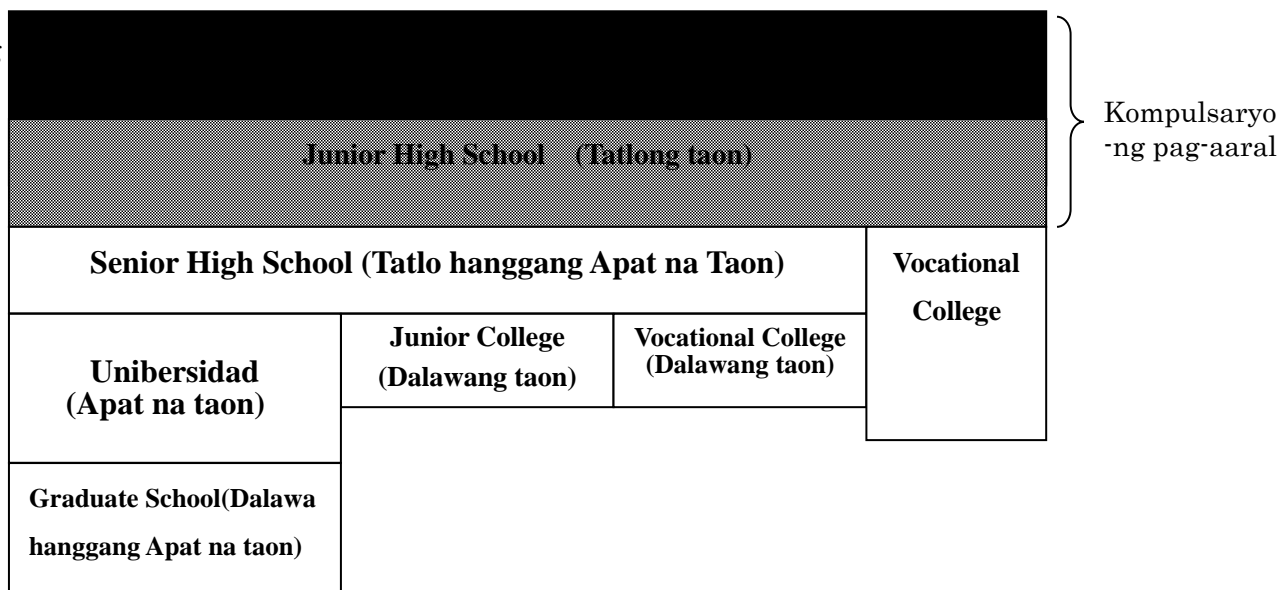 Junior High School (Tatlong taon)
Kompulsaryo
-ng pag-aaral
Senior High School (Tatlo hanggang Apat na Taon)
Vocational
College
Unibersidad
(Apat na taon)
Junior College
(Dalawang taon)
Vocational College
(Dalawang taon)
Graduate School(Dalawa
hanggang Apat na taon)